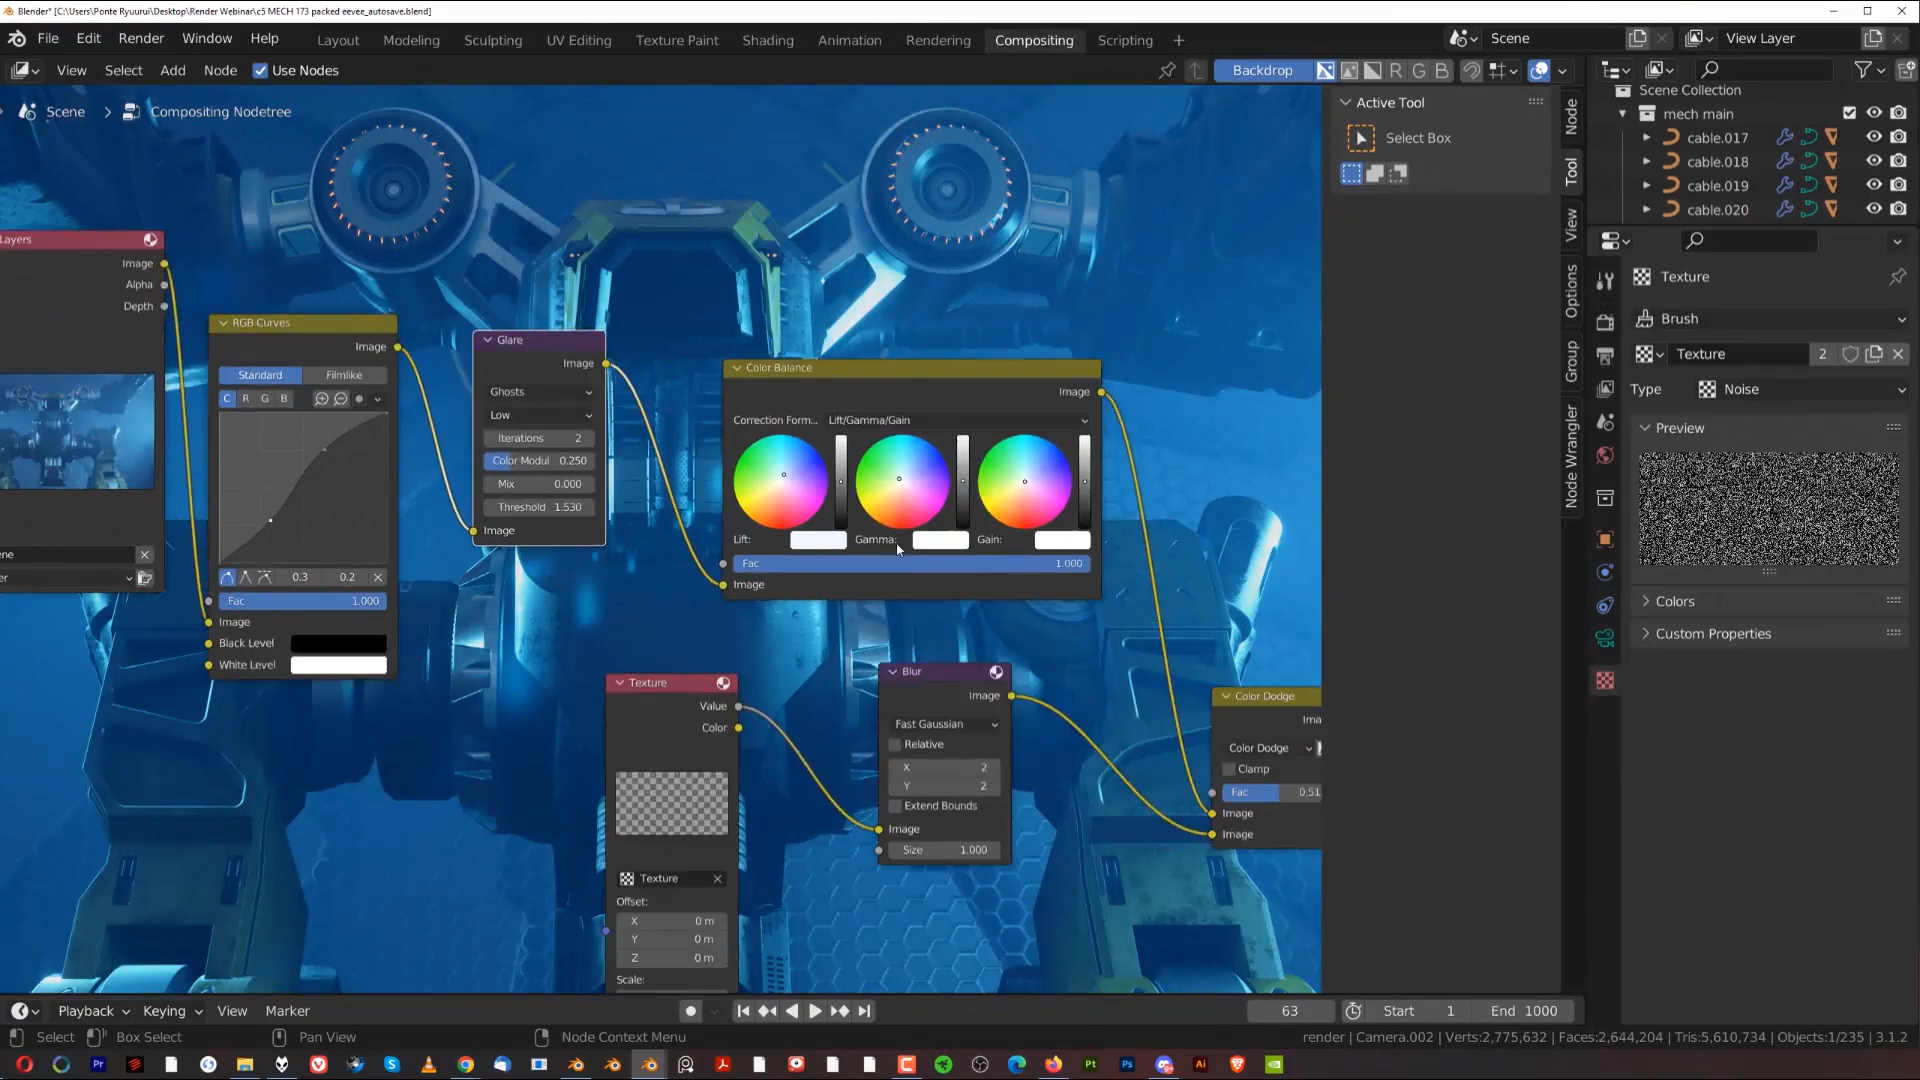 Blender* [C:\Users\Ponte Ryuurui\Desktop\Render Webinar\c5 MECH 173 packed eevee_autosave.blend]
File Edit Render Window Help
Layout Modeling Sculpting UV Editing Texture Paint Shading Animation Rendering Compositing Scripting +
Scene
View Layer
View Select Add Node Use Nodes
Backdrop R G B
Scene > Compositing Nodetree
Active Tool
Select Box
Node
Tool
View
Options
Group
Node Wrangler
Scene Collection
mech main
cable.017
cable.018
cable.019
cable.020
Texture
Brush
Texture 2
Type Noise
Preview
Colors
Custom Properties
Layers
Image
Alpha
Depth
ene
er
RGB Curves
Image
Standard Filmlike
C R G B
0.3 0.2
Fac 1.000
Image
Black Level
White Level
Glare
Image
Ghosts
Low
Iterations 2
Color Modul 0.250
Mix 0.000
Threshold 1.530
Image
Color Balance
Image
Correction Form... Lift/Gamma/Gain
Lift: Gamma: Gain:
Fac 1.000
Image
Texture
Value
Color
Texture
Offset:
X 0 m
Y 0 m
Z 0 m
Scale:
Blur
Image
Fast Gaussian
Relative
X 2
Y 2
Extend Bounds
Image
Size 1.000
Color Dodge
Ima
Color Dodge
Clamp
Fac 0.51
Image
Image
Playback Keying View Marker
63
Start 1
End 1000
Select Box Select Pan View Node Context Menu
render | Camera.002 | Verts:2,775,632 | Faces:2,644,204 | Tris:5,610,734 | Objects:1/235 | 3.1.2
Pr
S
Pt
Ps
Ai